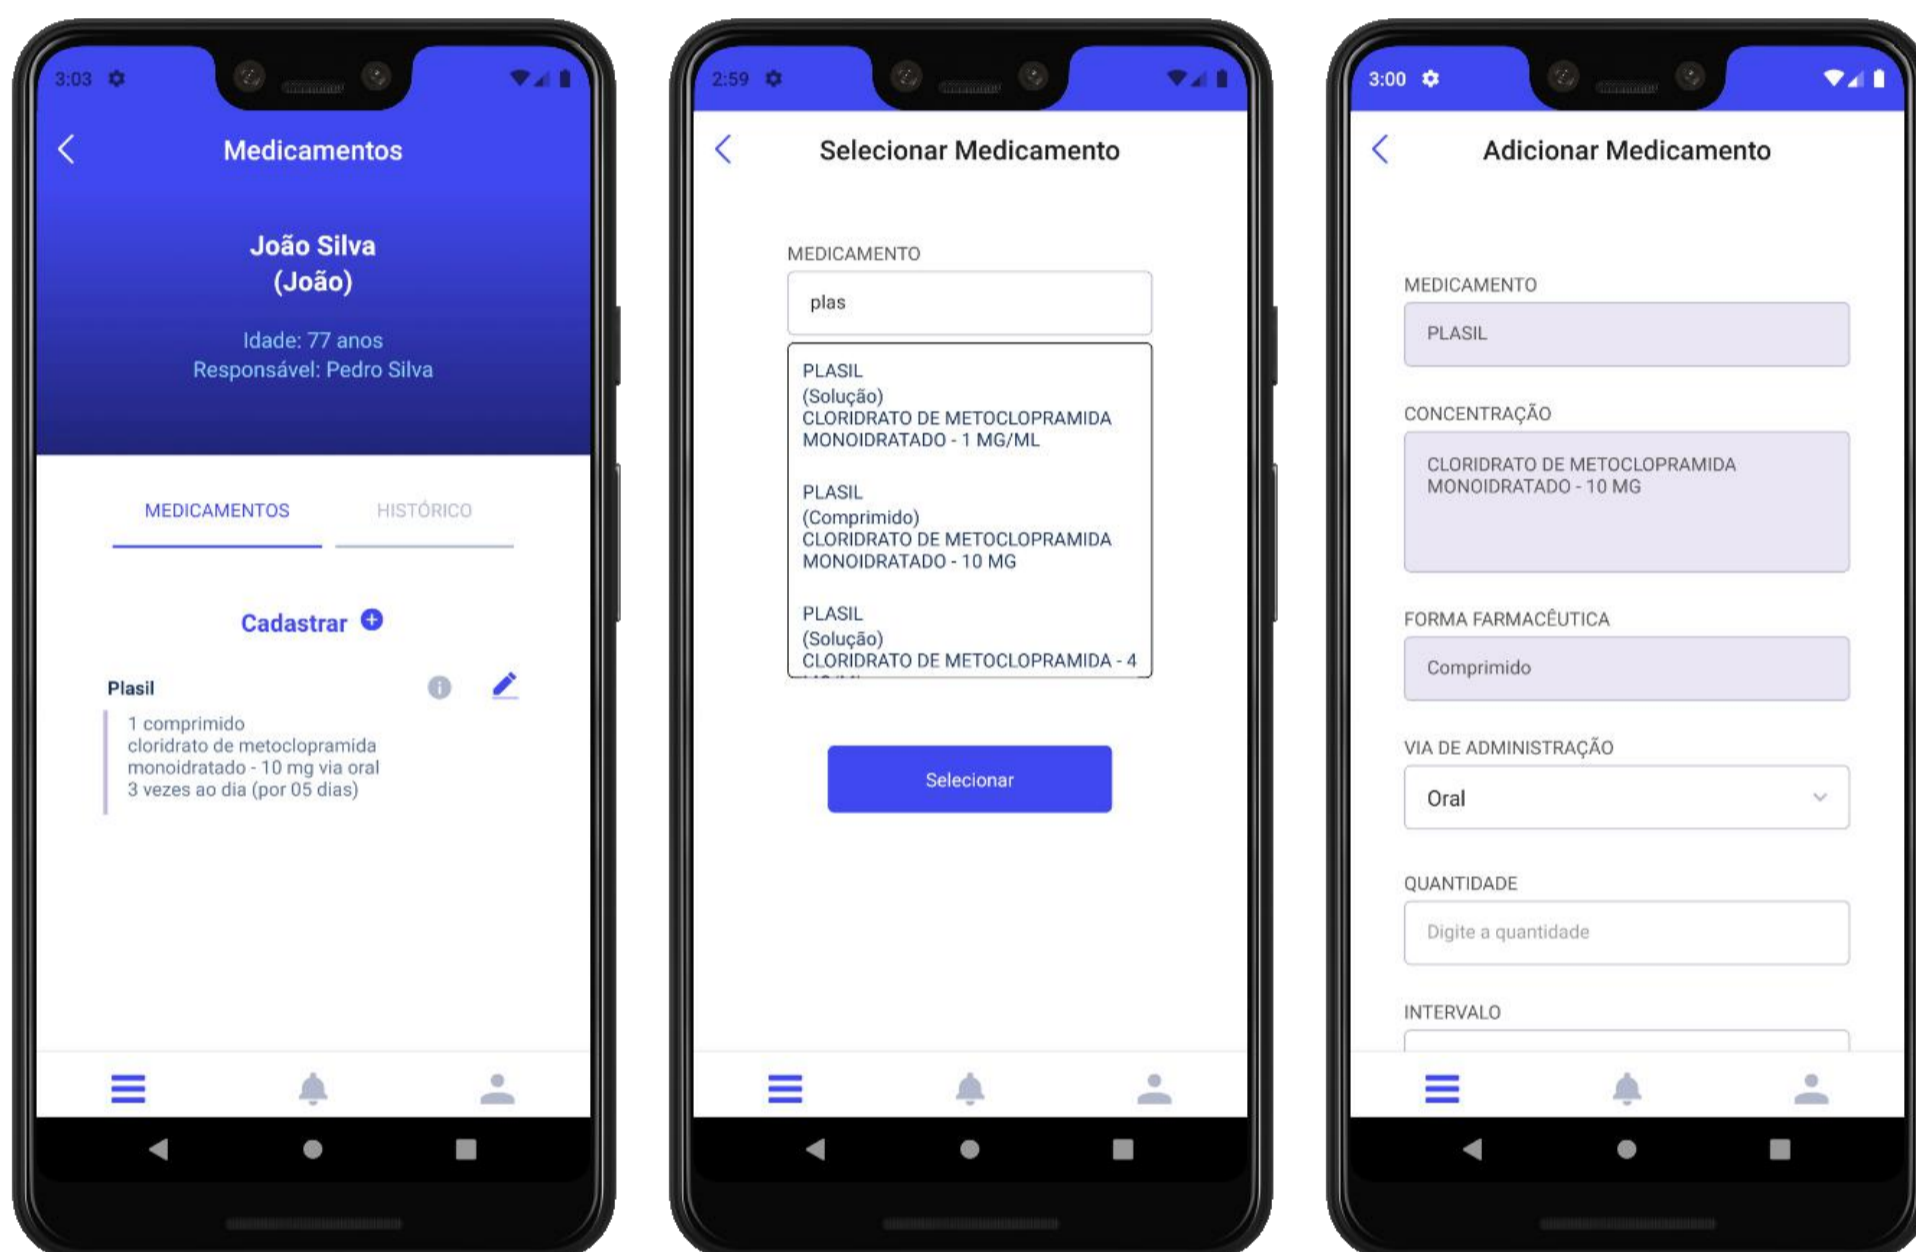 3:03
Medicamentos
João Silva
(João)
Idade: 77 anos
Responsável: Pedro Silva
MEDICAMENTOS
HISTÓRICO
Cadastrar
Plasil
1 comprimido
cloridrato de metoclopramida
monoidratado - 10 mg via oral
3 vezes ao dia (por 05 dias)
2:59
Selecionar Medicamento
MEDICAMENTO
plas
PLASIL
(Solução)
CLORIDRATO DE METOCLOPRAMIDA
MONOIDRATADO - 1 MG/ML
PLASIL
(Comprimido)
CLORIDRATO DE METOCLOPRAMIDA
MONOIDRATADO - 10 MG
PLASIL
(Solução)
CLORIDRATO DE METOCLOPRAMIDA - 4
Selecionar
3:00
Adicionar Medicamento
MEDICAMENTO
PLASIL
CONCENTRAÇÃO
CLORIDRATO DE METOCLOPRAMIDA
MONOIDRATADO - 10 MG
FORMA FARMACÊUTICA
Comprimido
VIA DE ADMINISTRAÇÃO
Oral
QUANTIDADE
Digite a quantidade
INTERVALO